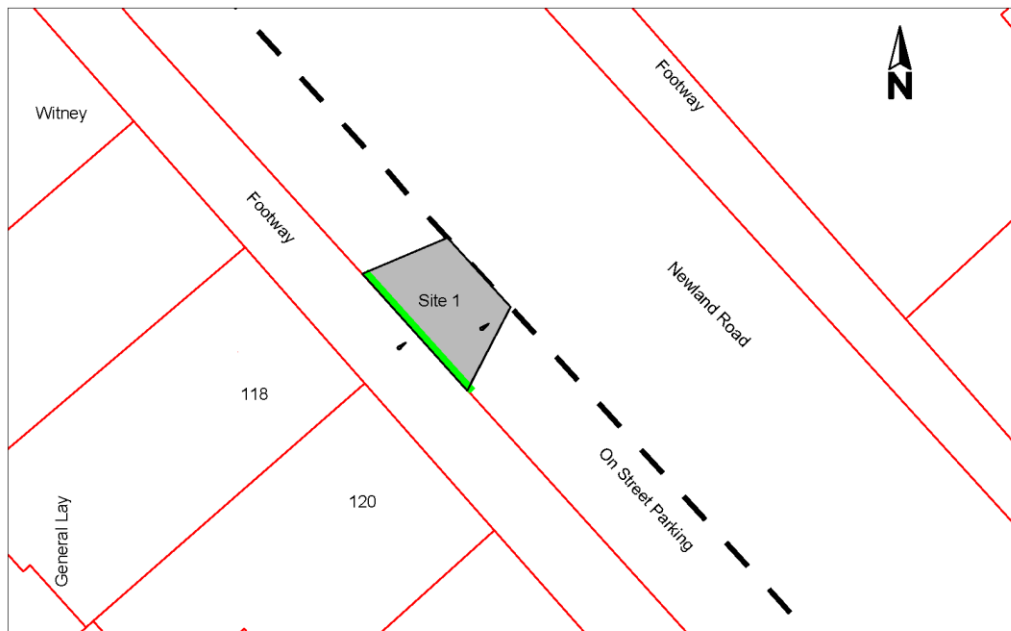 Footway
N
Witney
Footway
Newland Road
Site 1
118
120
On Street Parking
General Lay